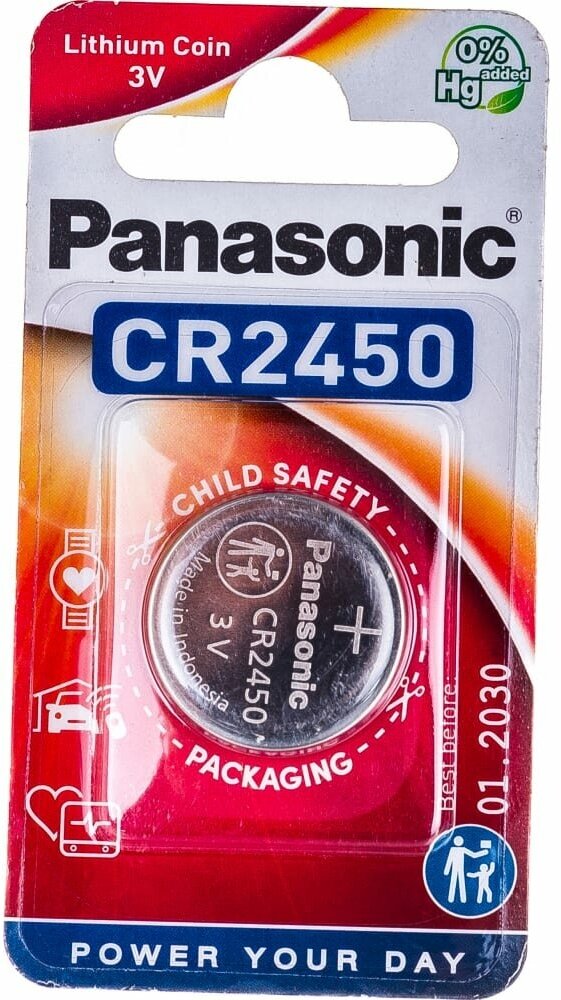 Lithium Coin
3V
0%
Hg added
Panasonic®
CR2450
CHILD SAFETY
Panasonic
CR2450
3V
Made in Indonesia
+
PACKAGING
Best before:
01.2030
POWER YOUR DAY